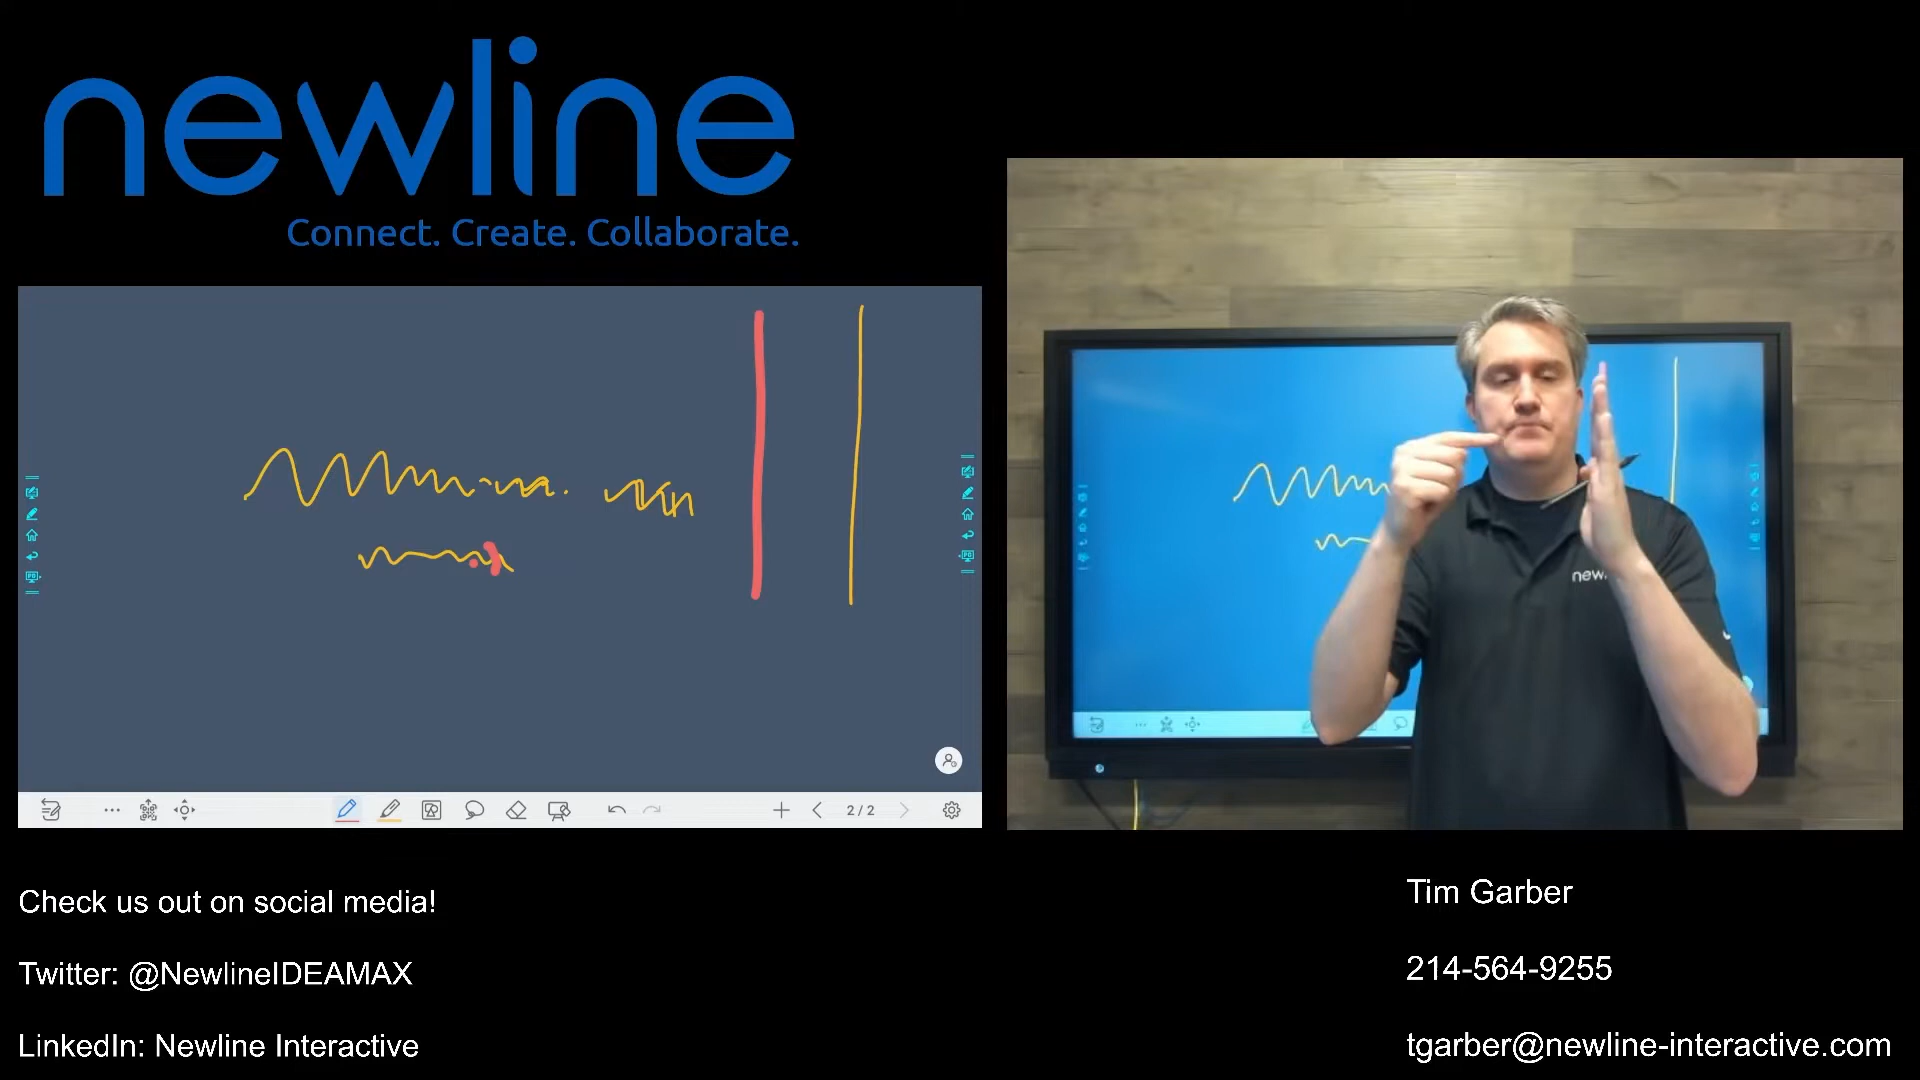 newline
Connect. Create. Collaborate.
new
2/2
Check us out on social media!
Twitter: @NewlineIDEAMAX
LinkedIn: Newline Interactive
Tim Garber
214-564-9255
tgarber@newline-interactive.com